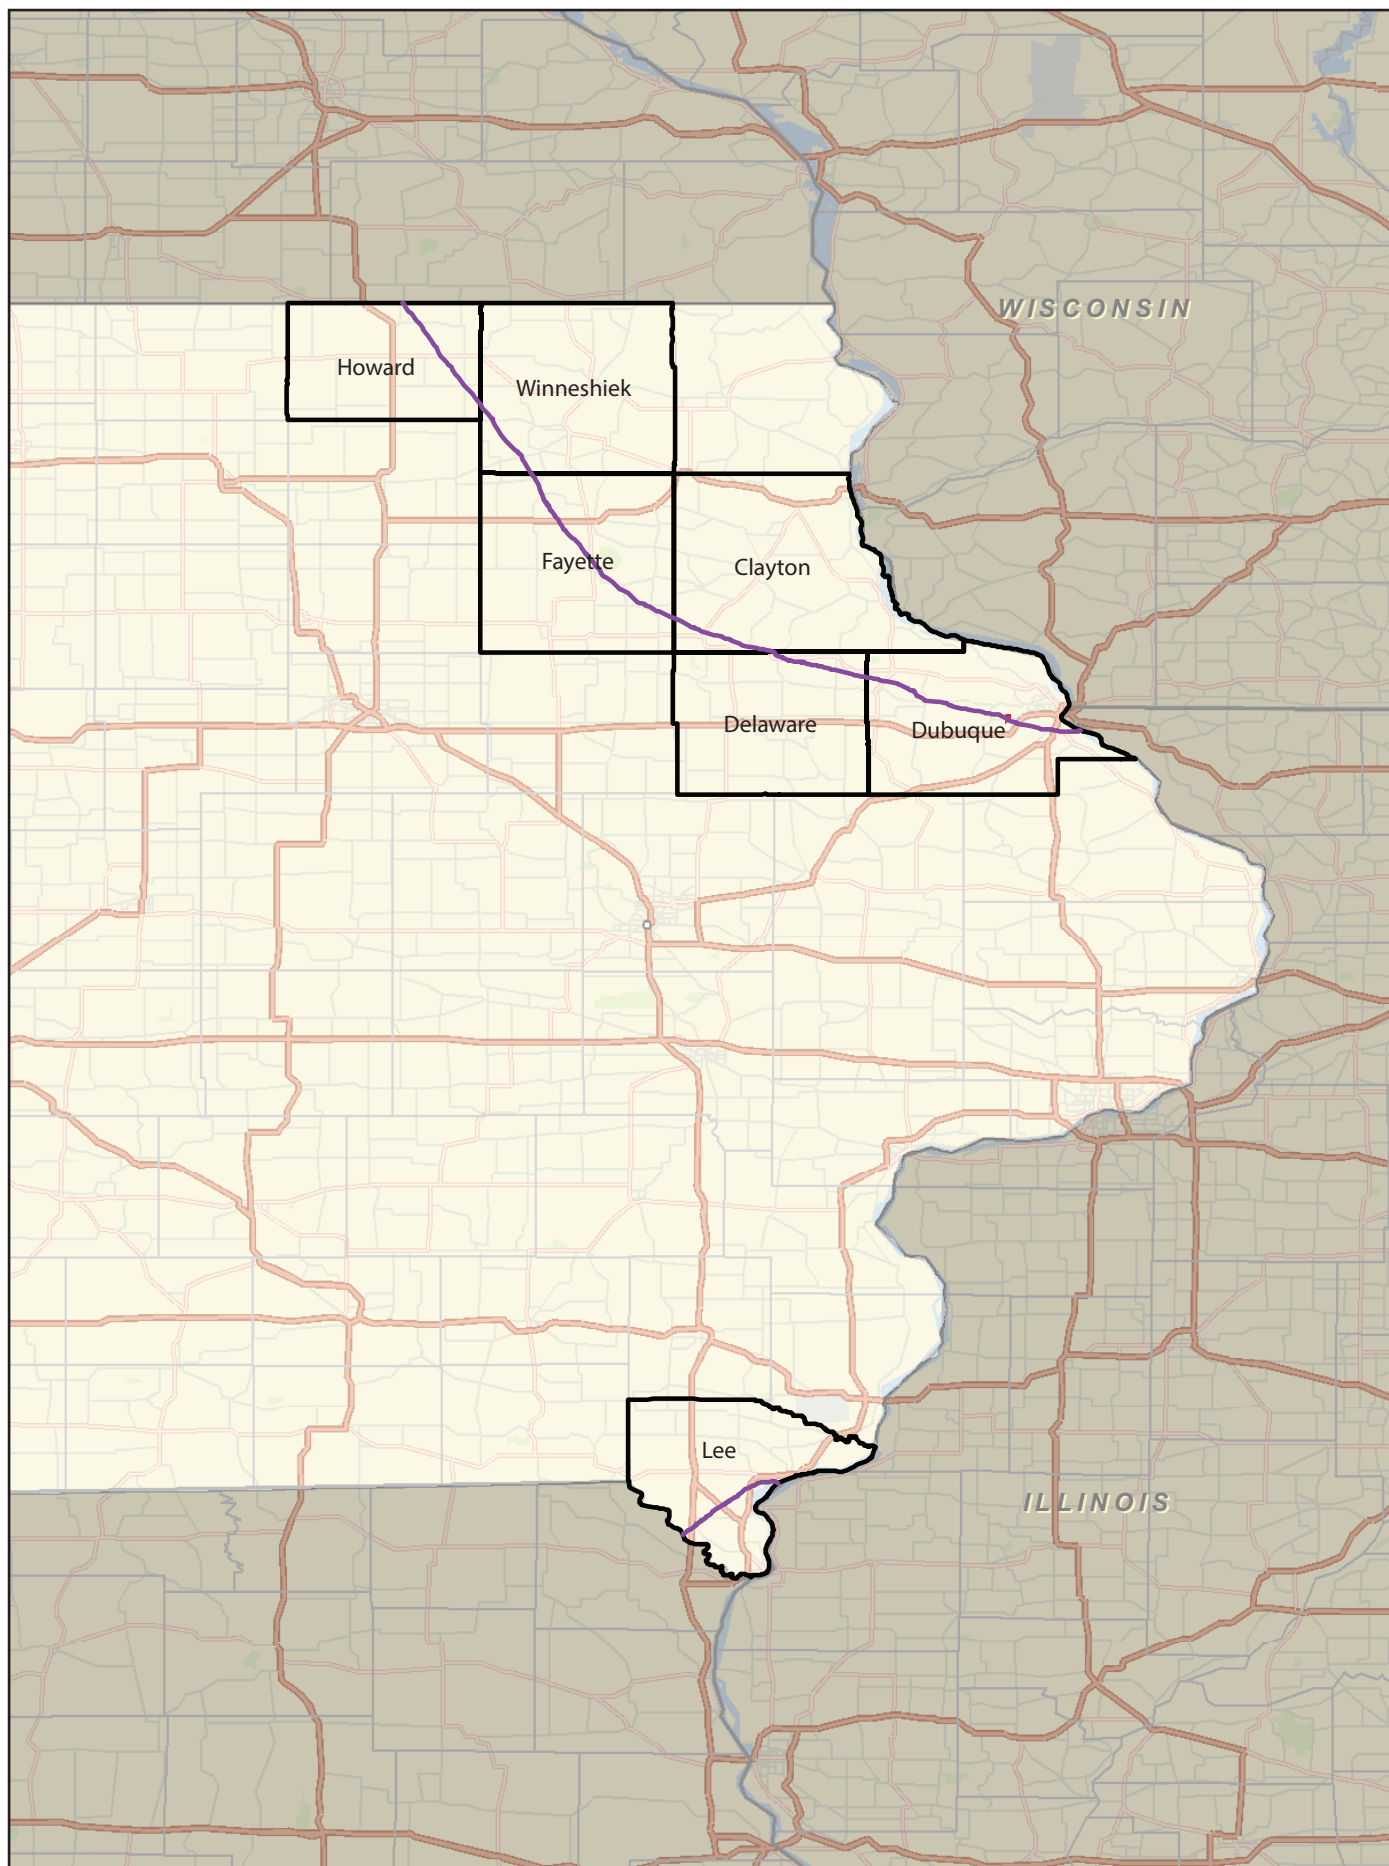 WISCONSIN
Howard
Winneshiek
Fayette
Clayton
Delaware
Dubuque
Lee
ILLINOIS